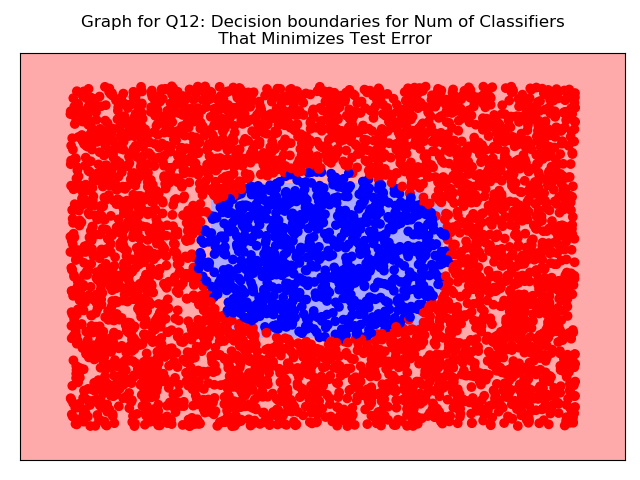 Graph for Q12: Decision boundaries for Num of Classifiers
That Minimizes Test Error